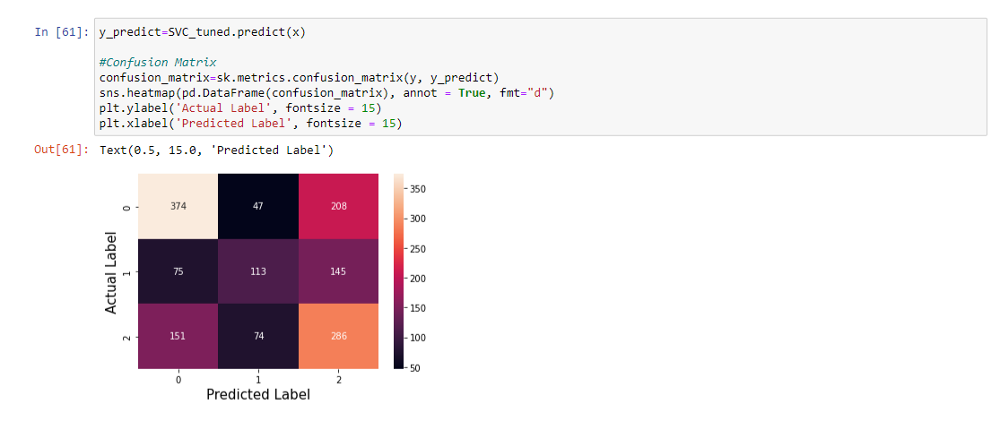 In [61]: y_predict=SVC_tuned.predict(x)
#Confusion Matrix
confusion_matrix=sk.metrics.confusion_matrix(y, y_predict)
sns.heatmap(pd.DataFrame(confusion_matrix), annot = True, fmt="d")
plt.ylabel('Actual Label', fontsize = 15)
plt.xlabel('Predicted Label', fontsize = 15)
Out[61]: Text(0.5, 15.0, 'Predicted Label')
Actual Label
0
374 47 208
1
75 113 145
2
151 74 286
0 1 2
Predicted Label
350
300
250
200
150
100
50